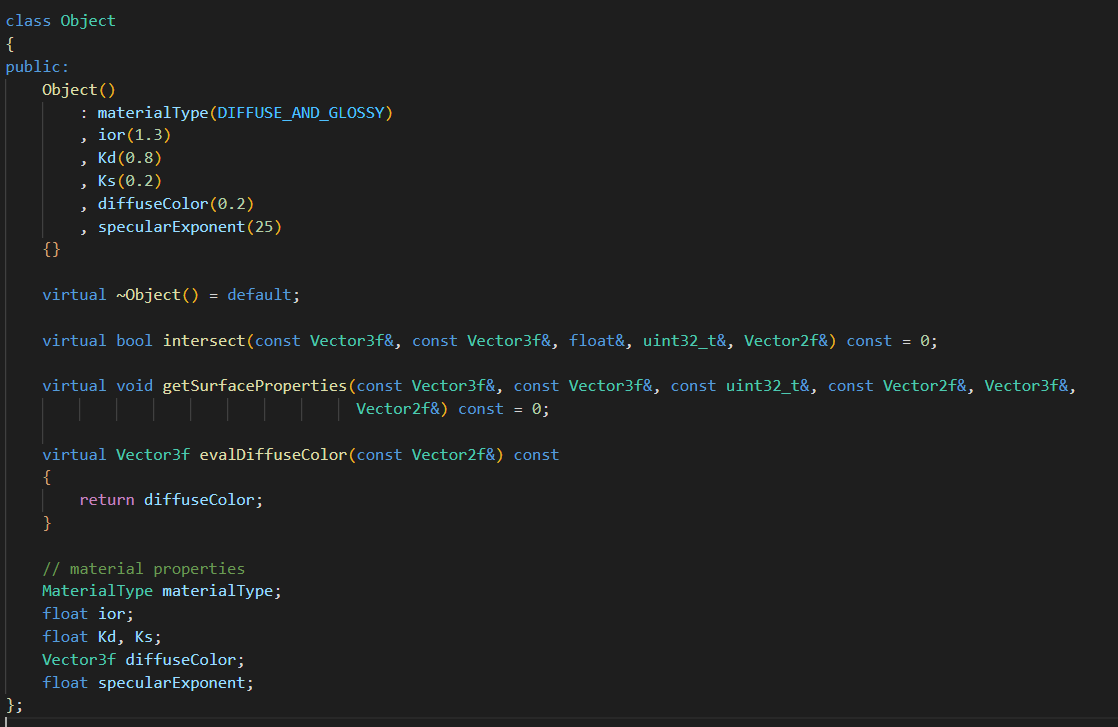 class Object
{
public:
    Object()
        : materialType(DIFFUSE_AND_GLOSSY)
        , ior(1.3)
        , Kd(0.8)
        , Ks(0.2)
        , diffuseColor(0.2)
        , specularExponent(25)
    {}

    virtual ~Object() = default;

    virtual bool intersect(const Vector3f&, const Vector3f&, float&, uint32_t&, Vector2f&) const = 0;

    virtual void getSurfaceProperties(const Vector3f&, const Vector3f&, const uint32_t&, const Vector2f&, Vector3f&,
                                      Vector2f&) const = 0;

    virtual Vector3f evalDiffuseColor(const Vector2f&) const
    {
        return diffuseColor;
    }

    // material properties
    MaterialType materialType;
    float ior;
    float Kd, Ks;
    Vector3f diffuseColor;
    float specularExponent;
};